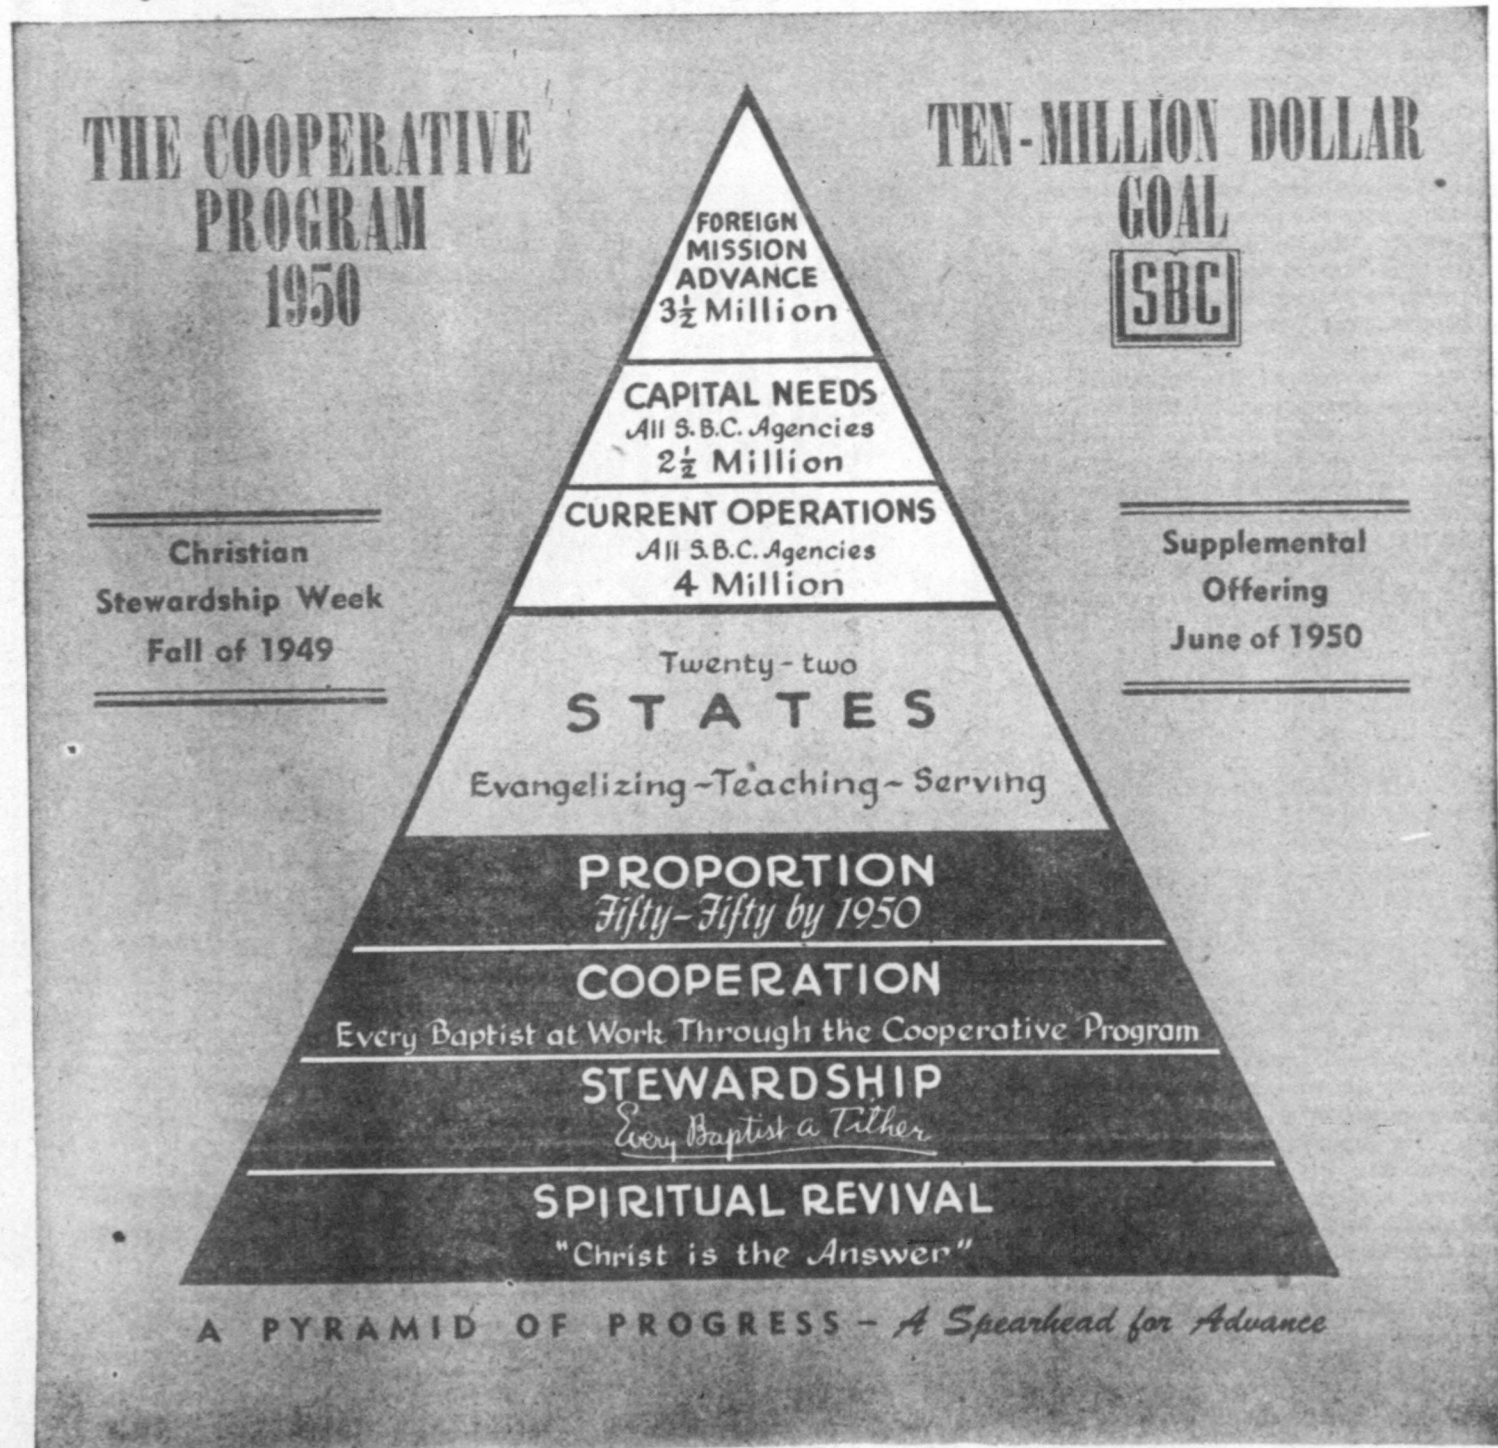 THE COOPERATIVE
PROGRAM
1950
TEN-MILLION DOLLAR
GOAL
SBC
FOREIGN
MISSION
ADVANCE
3½ Million
CAPITAL NEEDS
All S.B.C. Agencies
2½ Million
CURRENT OPERATIONS
All S.B.C. Agencies
4 Million
Christian
Stewardship Week
Fall of 1949
Supplemental
Offering
June of 1950
Twenty-two
STATES
Evangelizing-Teaching-Serving
PROPORTION
Fifty-Fifty by 1950
COOPERATION
Every Baptist at Work Through the Cooperative Program
STEWARDSHIP
Every Baptist a Tither
SPIRITUAL REVIVAL
"Christ is the Answer"
A PYRAMID OF PROGRESS - A Spearhead for Advance